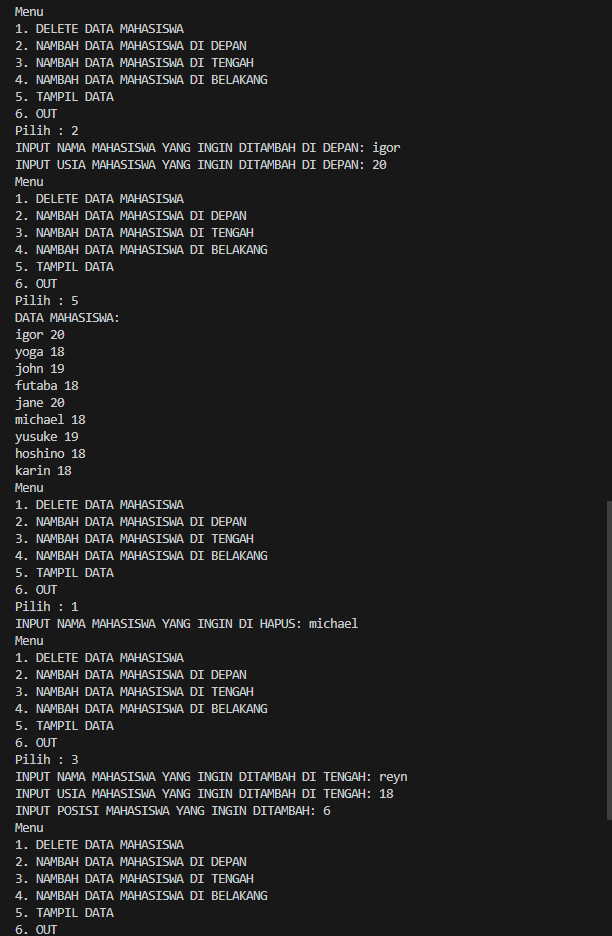 Menu
1. DELETE DATA MAHASISWA
2. NAMBAH DATA MAHASISWA DI DEPAN
3. NAMBAH DATA MAHASISWA DI TENGAH
4. NAMBAH DATA MAHASISWA DI BELAKANG
5. TAMPIL DATA
6. OUT
Pilih : 2
INPUT NAMA MAHASISWA YANG INGIN DITAMBAH DI DEPAN: igor
INPUT USIA MAHASISWA YANG INGIN DITAMBAH DI DEPAN: 20
Menu
1. DELETE DATA MAHASISWA
2. NAMBAH DATA MAHASISWA DI DEPAN
3. NAMBAH DATA MAHASISWA DI TENGAH
4. NAMBAH DATA MAHASISWA DI BELAKANG
5. TAMPIL DATA
6. OUT
Pilih : 5
DATA MAHASISWA:
igor 20
yoga 18
john 19
futaba 18
jane 20
michael 18
yusuke 19
hoshino 18
karin 18
Menu
1. DELETE DATA MAHASISWA
2. NAMBAH DATA MAHASISWA DI DEPAN
3. NAMBAH DATA MAHASISWA DI TENGAH
4. NAMBAH DATA MAHASISWA DI BELAKANG
5. TAMPIL DATA
6. OUT
Pilih : 1
INPUT NAMA MAHASISWA YANG INGIN DI HAPUS: michael
Menu
1. DELETE DATA MAHASISWA
2. NAMBAH DATA MAHASISWA DI DEPAN
3. NAMBAH DATA MAHASISWA DI TENGAH
4. NAMBAH DATA MAHASISWA DI BELAKANG
5. TAMPIL DATA
6. OUT
Pilih : 3
INPUT NAMA MAHASISWA YANG INGIN DITAMBAH DI TENGAH: reyn
INPUT USIA MAHASISWA YANG INGIN DITAMBAH DI TENGAH: 18
INPUT POSISI MAHASISWA YANG INGIN DITAMBAH: 6
Menu
1. DELETE DATA MAHASISWA
2. NAMBAH DATA MAHASISWA DI DEPAN
3. NAMBAH DATA MAHASISWA DI TENGAH
4. NAMBAH DATA MAHASISWA DI BELAKANG
5. TAMPIL DATA
6. OUT